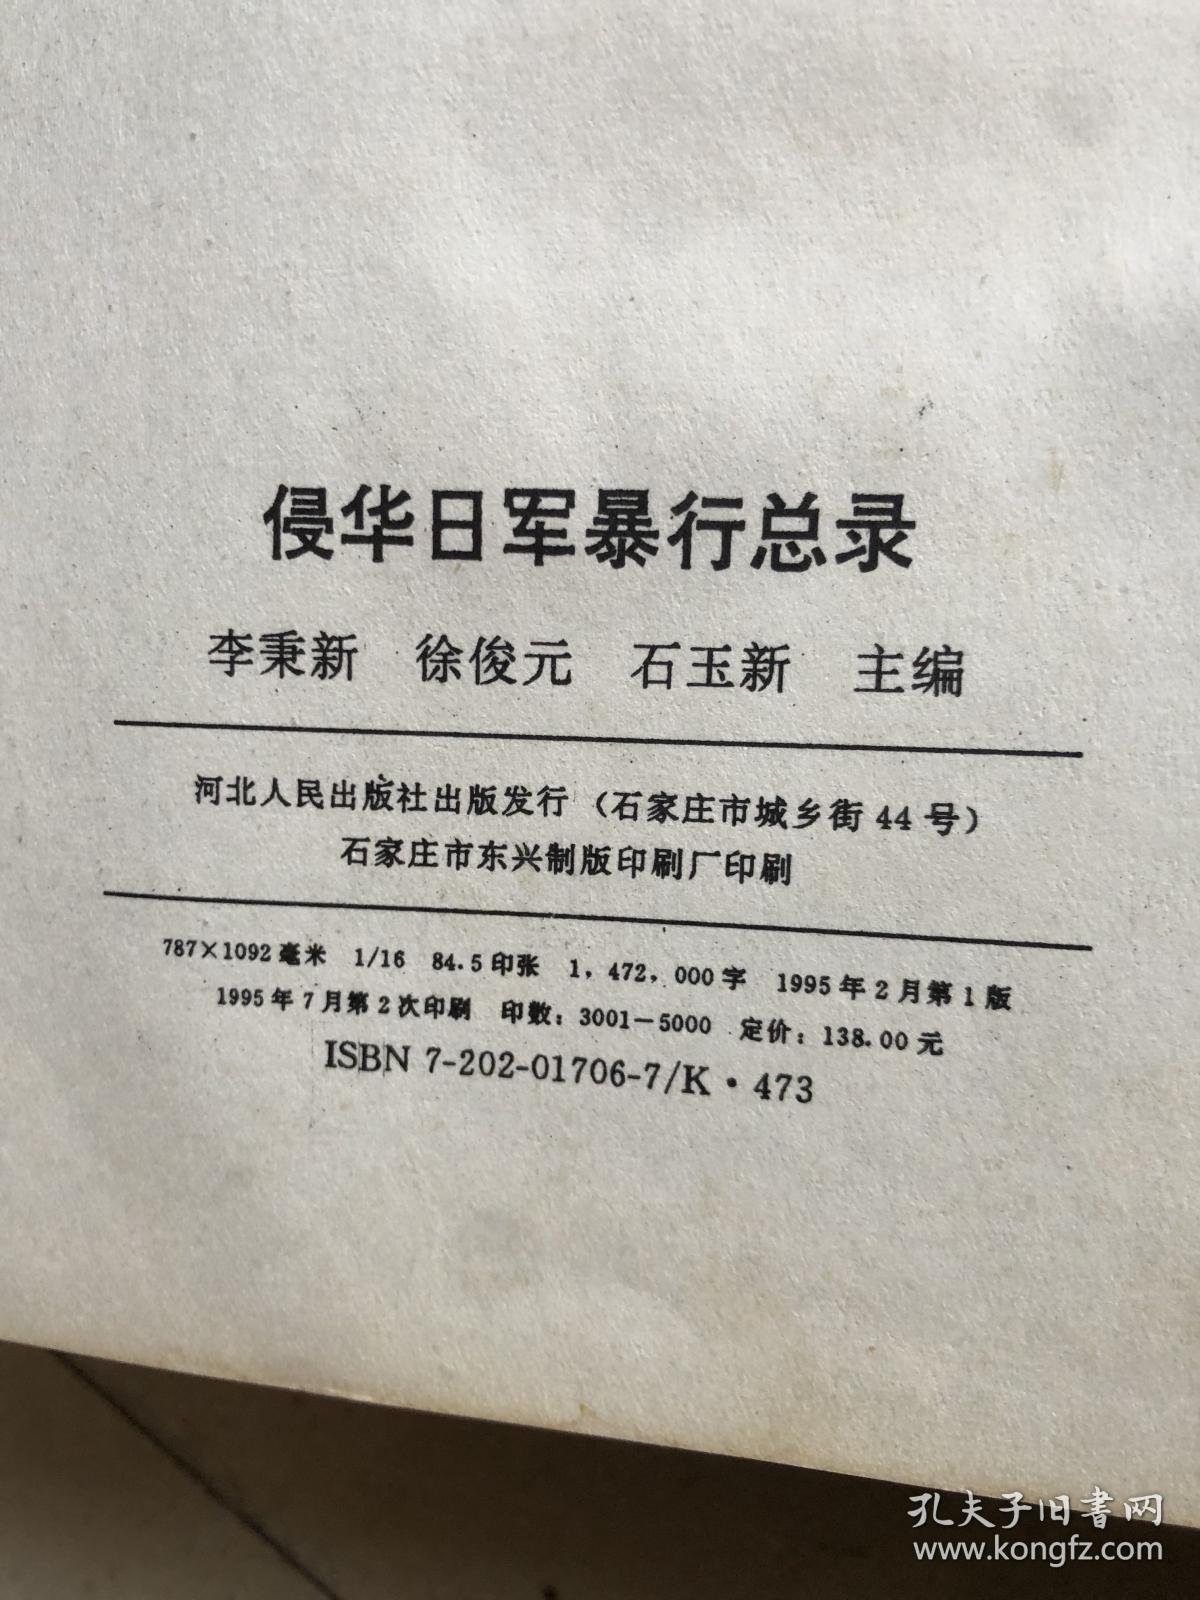 侵华日军暴行总录
李秉新 徐俊元 石玉新 主编
河北人民出版社出版发行（石家庄市城乡街 44 号）
石家庄市东兴制版印刷厂印刷
787×1092毫米 1/16 84.5印张 1,472,000字 1995年2月第1版
1995年7月第2次印刷 印数：3001—5000 定价：138.00元
ISBN 7-202-01706-7/K·473
孔夫子旧书网
www.kongfz.com